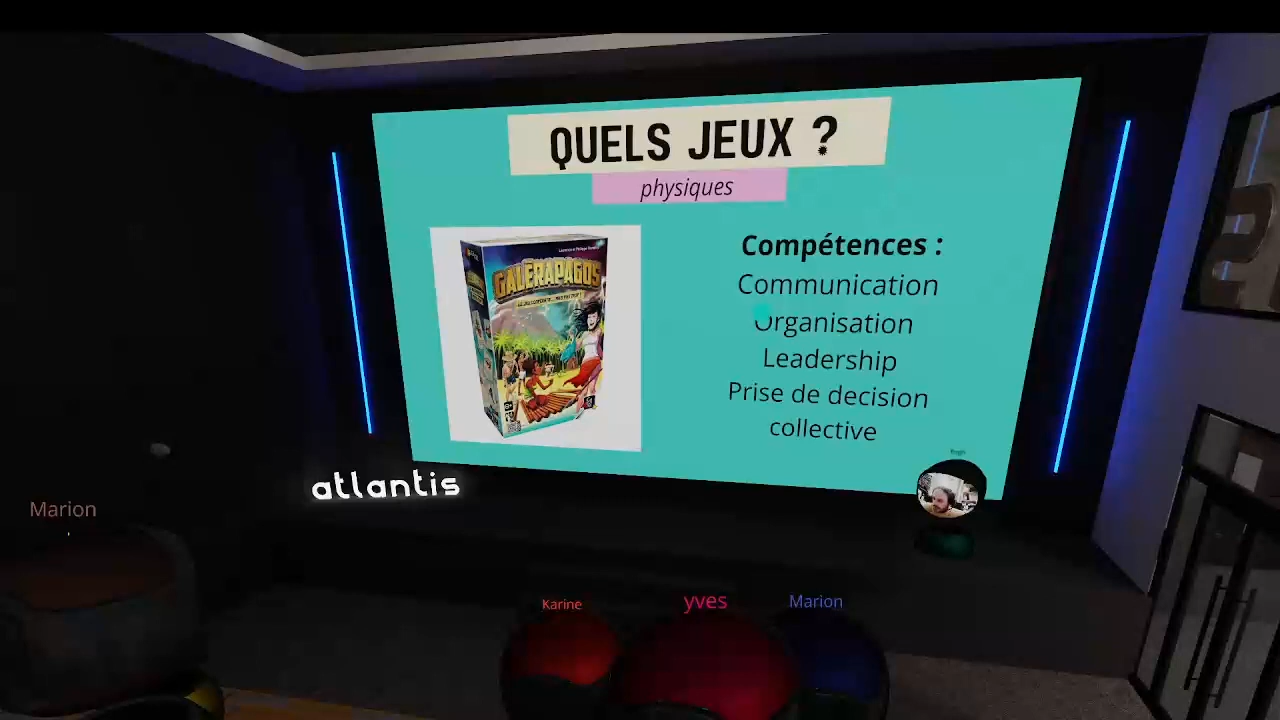 QUELS JEUX ?
physiques
GALÈRAPAGOS
Compétences :
Communication
Organisation
Leadership
Prise de decision
collective
atlantis
Marion
Karine
yves
Marion